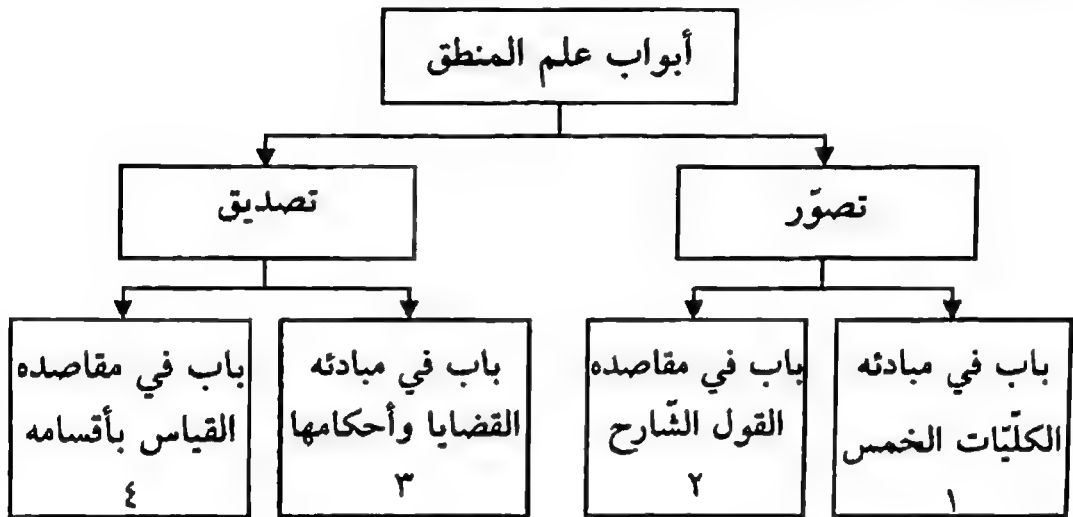 أبواب علم المنطق
تصوّر
تصديق
باب في مبادئه
الكلّيّات الخمس
١
باب في مقاصده
القول الشّارح
٢
باب في مبادئه
القضايا وأحكامها
٣
باب في مقاصده
القياس بأقسامه
٤